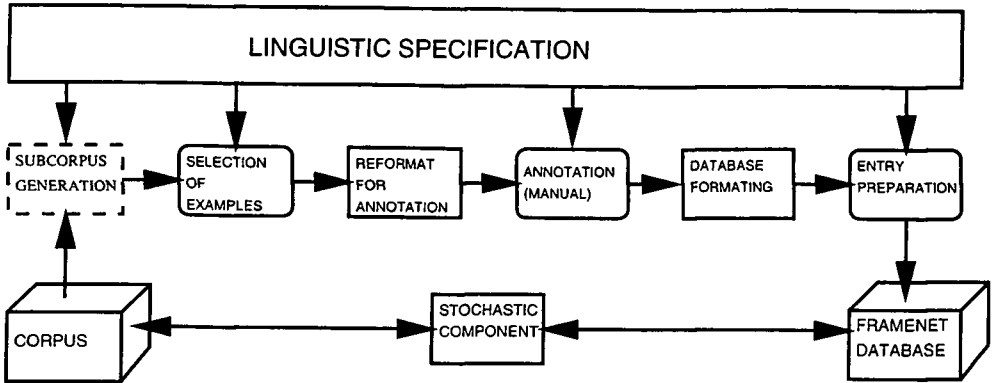 LINGUISTIC SPECIFICATION
SUBCORPUS
GENERATION
SELECTION
OF
EXAMPLES
REFORMAT
FOR
ANNOTATION
ANNOTATION
(MANUAL)
DATABASE
FORMATING
ENTRY
PREPARATION
CORPUS
STOCHASTIC
COMPONENT
FRAMENET
DATABASE